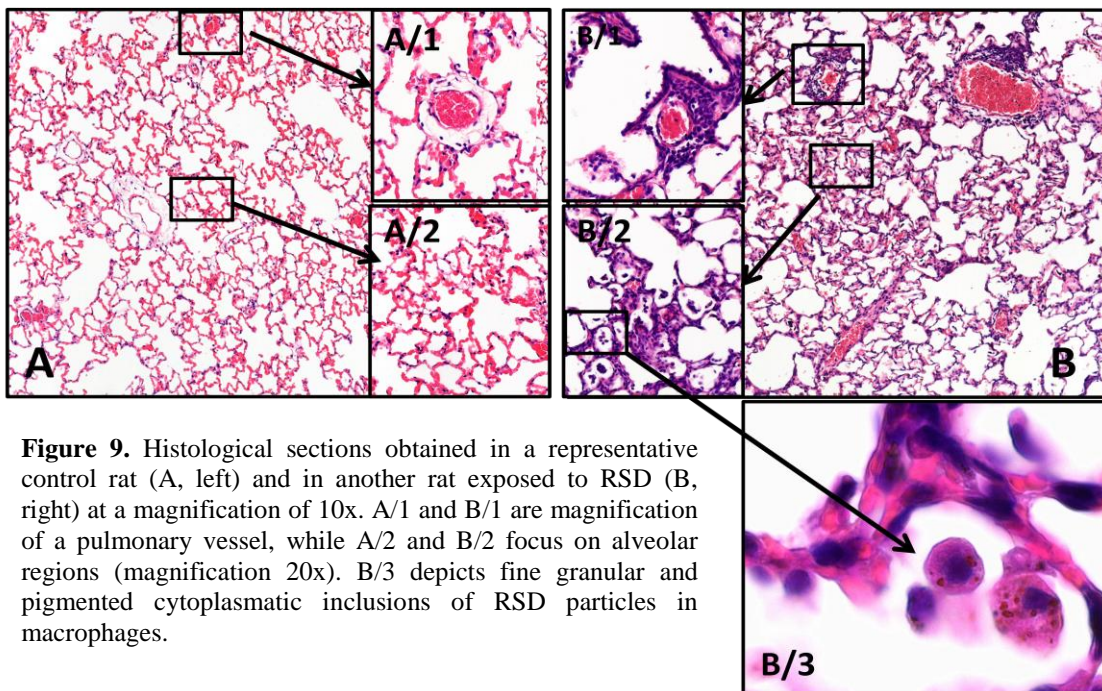 A/1
B/1
A/2
B/2
A
B
Figure 9. Histological sections obtained in a representative
control rat (A, left) and in another rat exposed to RSD (B,
right) at a magnification of 10x. A/1 and B/1 are magnification
of a pulmonary vessel, while A/2 and B/2 focus on alveolar
regions (magnification 20x). B/3 depicts fine granular and
pigmented cytoplasmatic inclusions of RSD particles in
macrophages.
B/3